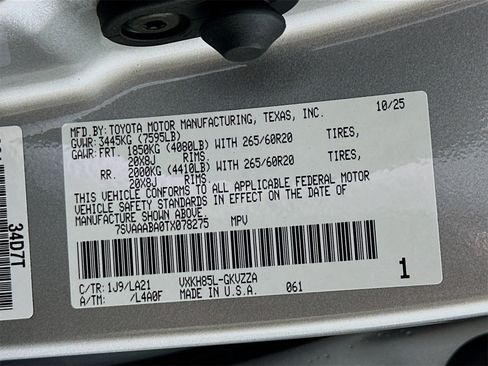 MFD.BY:TOYOTA MOTOR MANUFACTURING, TEXAS, INC. 10/25
GVWR: 3445KG (7595LB)
GAWR: FRT. 1850KG (4080LB) WITH 265/60R20 TIRES,
20X8J RIMS.
RR. 2000KG (4410LB) WITH 265/60R20 TIRES,
20X8J RIMS.
THIS VEHICLE CONFORMS TO ALL APPLICABLE FEDERAL MOTOR
VEHICLE SAFETY STANDARDS IN EFFECT ON THE DATE OF
MANUFACTURE SHOWN ABOVE.
7SVAAABA0TX078275 MPV
C/TR: 1J9/LA21 VXKH85L-GKVZZA
A/TM: /L4A0F MADE IN U.S.A. 061
1
34D7T